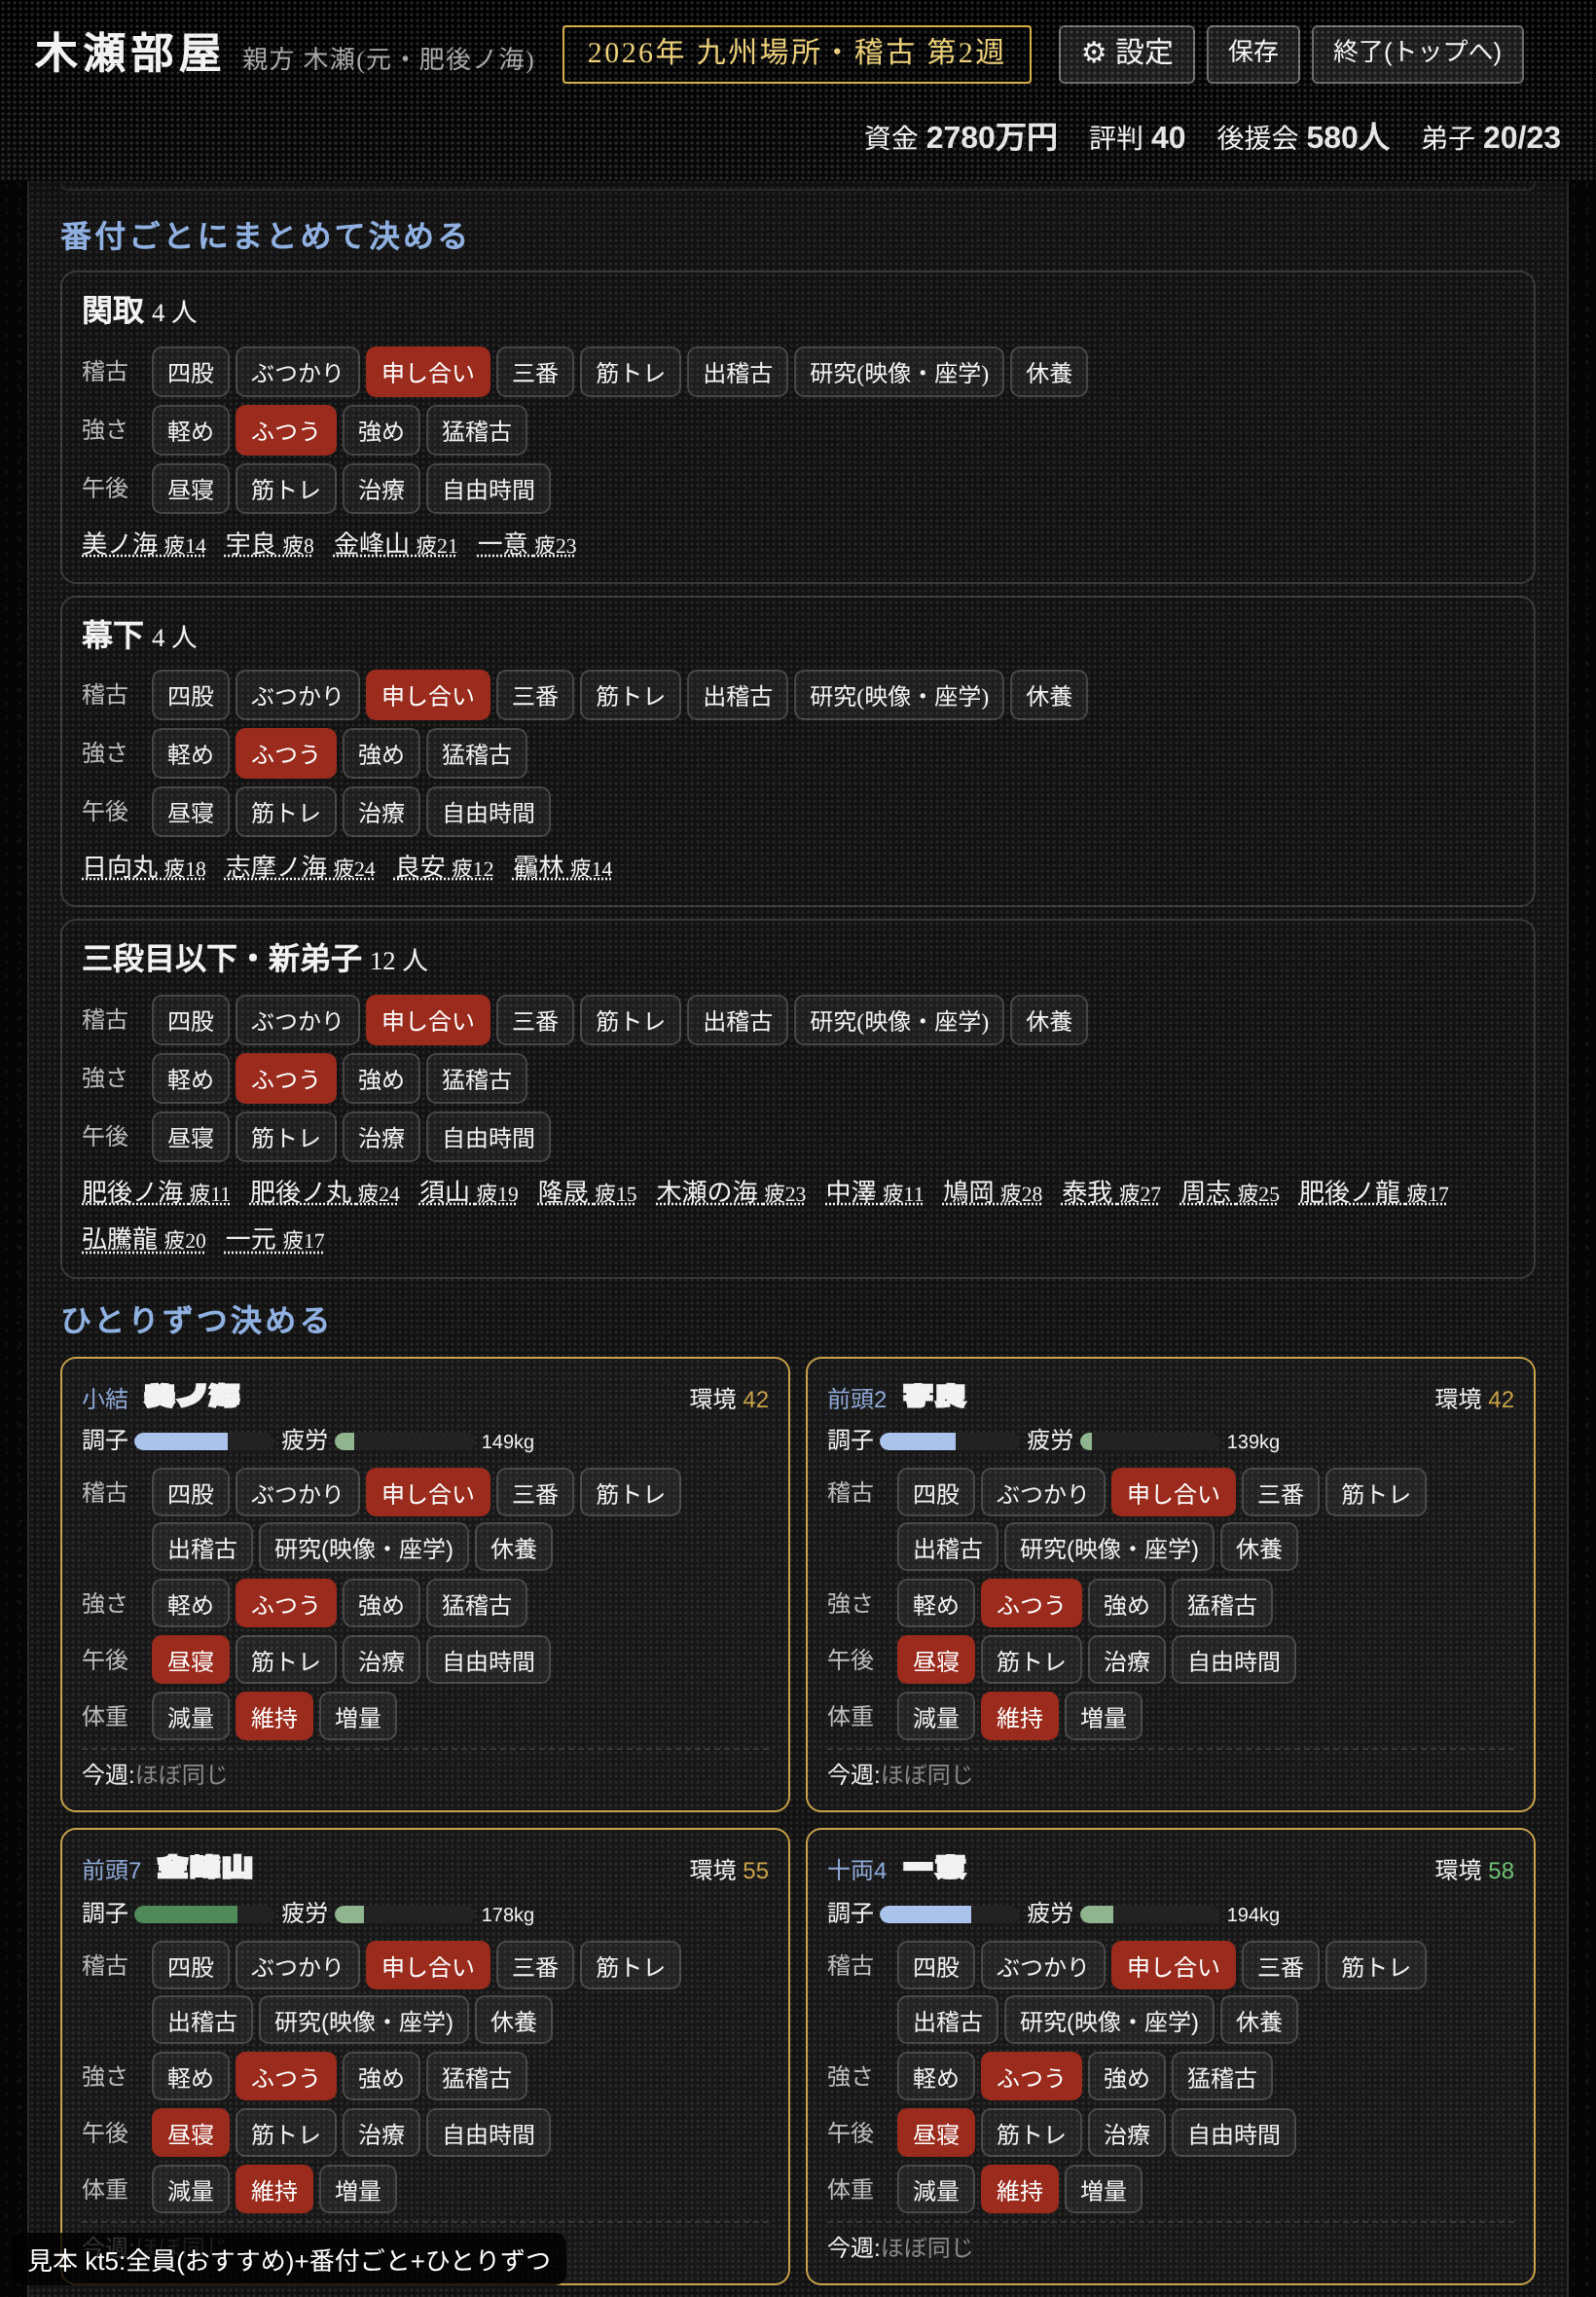 木瀬部屋 親方 木瀬(元・肥後ノ海) 2026年 九州場所・稽古 第2週 ⚙ 設定 保存 終了(トップへ)
資金 2780万円 評判 40 後援会 580人 弟子 20/23
番付ごとにまとめて決める
関取 4 人
稽古 四股 ぶつかり 申し合い 三番 筋トレ 出稽古 研究(映像・座学) 休養
強さ 軽め ふつう 強め 猛稽古
午後 昼寝 筋トレ 治療 自由時間
美ノ海 疲14 宇良 疲8 金峰山 疲21 一意 疲23
幕下 4 人
稽古 四股 ぶつかり 申し合い 三番 筋トレ 出稽古 研究(映像・座学) 休養
強さ 軽め ふつう 強め 猛稽古
午後 昼寝 筋トレ 治療 自由時間
日向丸 疲18 志摩ノ海 疲24 良安 疲12 靏林 疲14
三段目以下・新弟子 12 人
稽古 四股 ぶつかり 申し合い 三番 筋トレ 出稽古 研究(映像・座学) 休養
強さ 軽め ふつう 強め 猛稽古
午後 昼寝 筋トレ 治療 自由時間
肥後ノ海 疲11 肥後ノ丸 疲24 須山 疲19 隆晟 疲15 木瀬の海 疲23 中澤 疲11 鳩岡 疲28 泰我 疲27 周志 疲25 肥後ノ龍 疲17
弘騰龍 疲20 一元 疲17
ひとりずつ決める
小結 美ノ海 環境 42
調子 疲労 149kg
稽古 四股 ぶつかり 申し合い 三番 筋トレ
出稽古 研究(映像・座学) 休養
強さ 軽め ふつう 強め 猛稽古
午後 昼寝 筋トレ 治療 自由時間
体重 減量 維持 増量
今週:ほぼ同じ
前頭2 宇良 環境 42
調子 疲労 139kg
稽古 四股 ぶつかり 申し合い 三番 筋トレ
出稽古 研究(映像・座学) 休養
強さ 軽め ふつう 強め 猛稽古
午後 昼寝 筋トレ 治療 自由時間
体重 減量 維持 増量
今週:ほぼ同じ
前頭7 金峰山 環境 55
調子 疲労 178kg
稽古 四股 ぶつかり 申し合い 三番 筋トレ
出稽古 研究(映像・座学) 休養
強さ 軽め ふつう 強め 猛稽古
午後 昼寝 筋トレ 治療 自由時間
体重 減量 維持 増量
十両4 一意 環境 58
調子 疲労 194kg
稽古 四股 ぶつかり 申し合い 三番 筋トレ
出稽古 研究(映像・座学) 休養
強さ 軽め ふつう 強め 猛稽古
午後 昼寝 筋トレ 治療 自由時間
体重 減量 維持 増量
今週:ほぼ同じ
見本 kt5:全員(おすすめ)+番付ごと+ひとりずつ